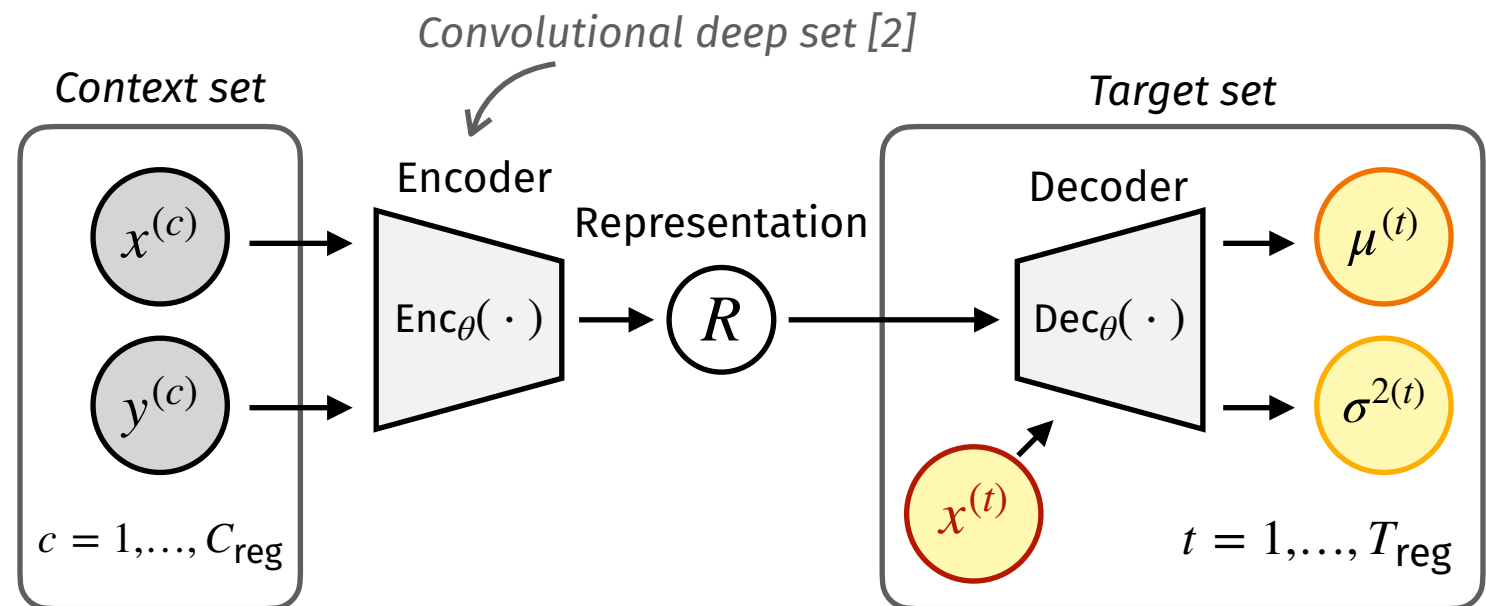 Convolutional deep set [2]
Context set
Target set
Encoder
Decoder
Representation
x^(c)
y^(c)
Enc_θ( · )
R
Dec_θ( · )
μ^(t)
σ^2(t)
x^(t)
c = 1,…, C_reg
t = 1,…, T_reg